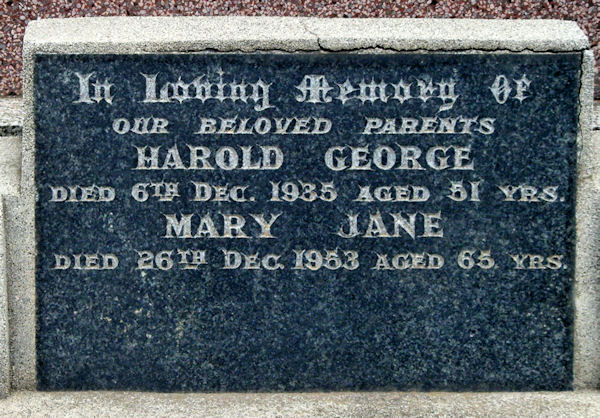 In Loving Memory Of
OUR BELOVED PARENTS
HAROLD GEORGE
DIED 6TH DEC. 1935 AGED 51 YRS.
MARY JANE
DIED 26TH DEC. 1953 AGED 65 YRS.